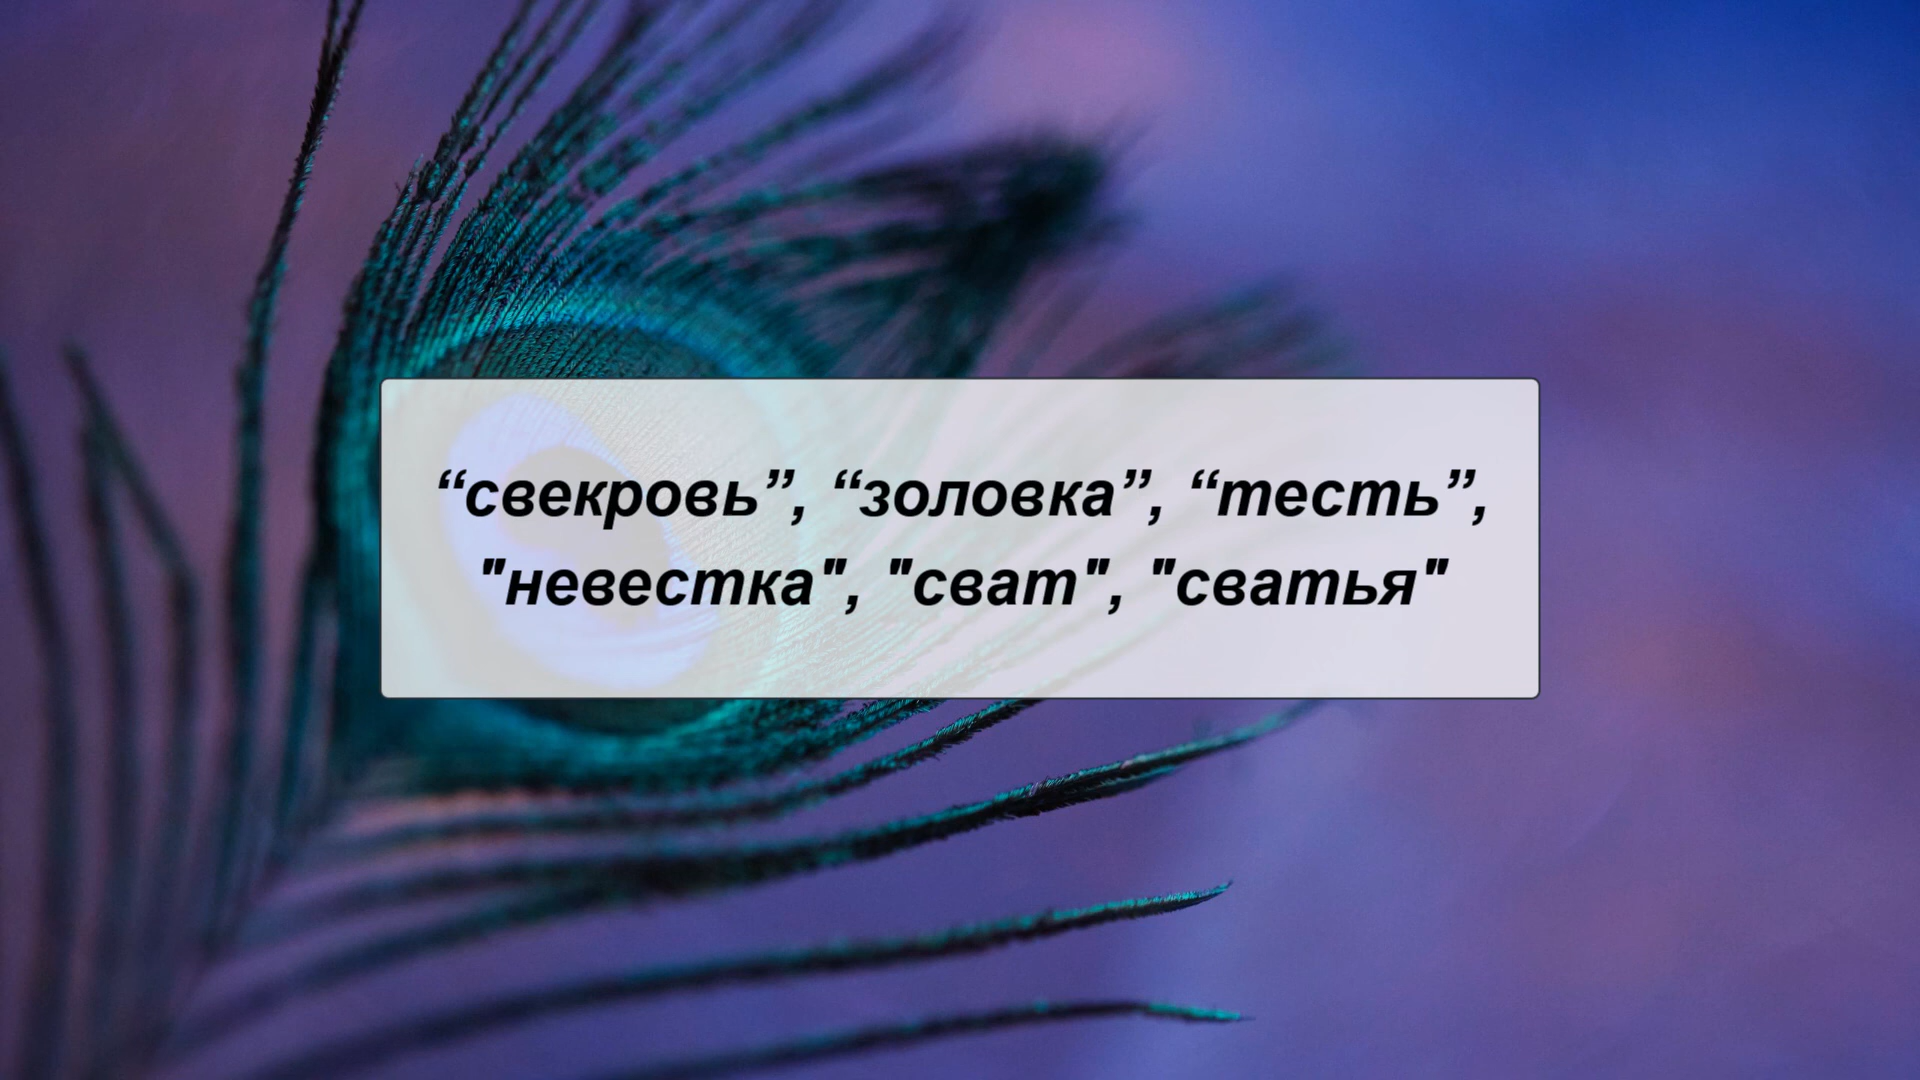 “свекровь”, “золовка”, “тесть”,
"невестка", "сват", "сватья"